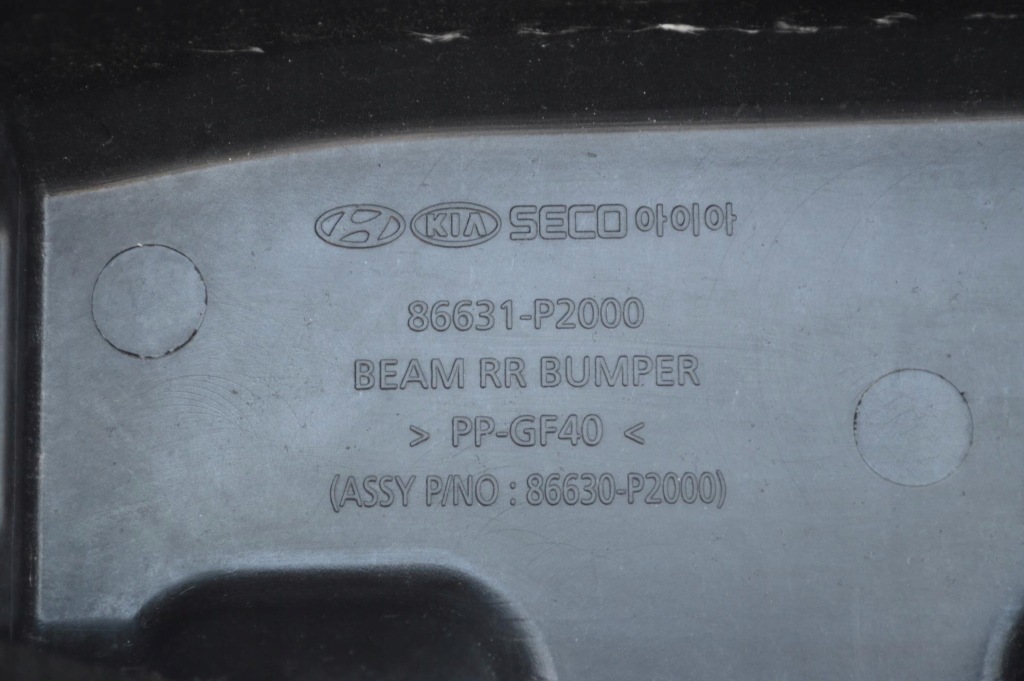 KIA SECO 아이아
86631-P2000
BEAM RR BUMPER
> PP-GF40 <
(ASSY P/NO : 86630-P2000)